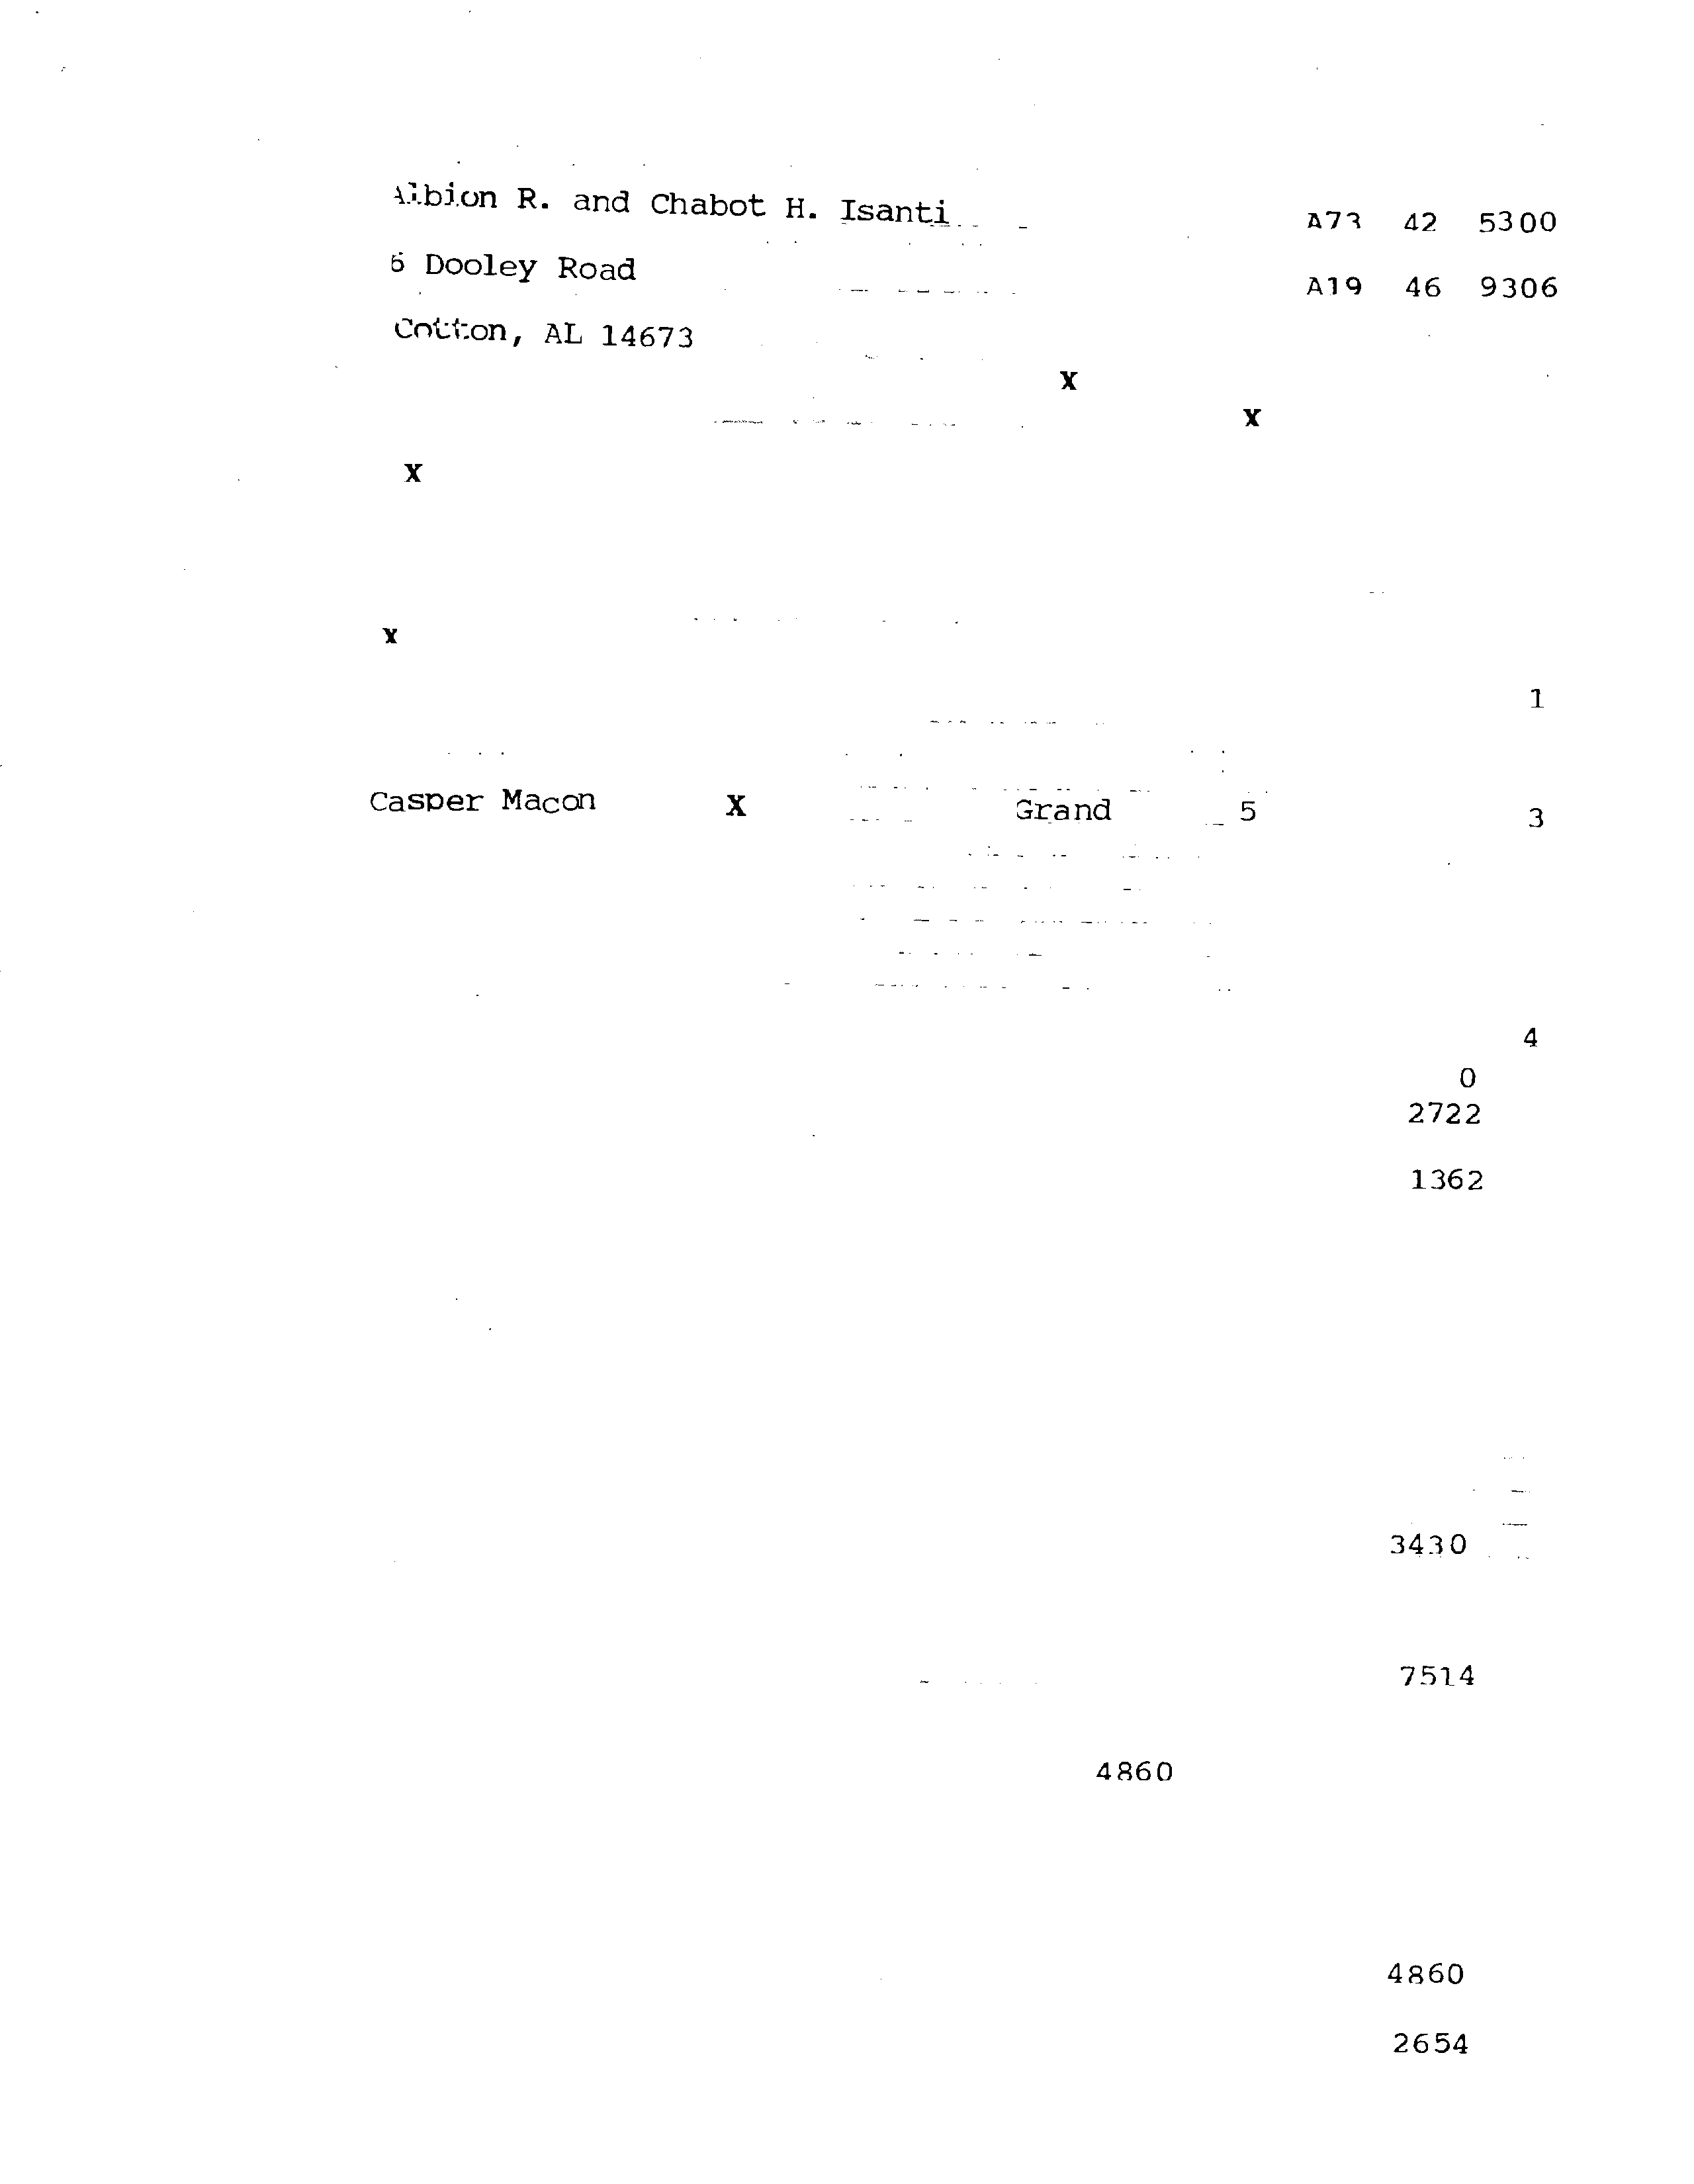 Albion R. and Chabot H. Isanti A73 42 5300
6 Dooley Road
A19 46 9306
Cotton, AL 14673
X
X
X
X
1
Casper Macon X Grand 5 3
4
0
2722
1362
3430
7514
4860
4860
2654